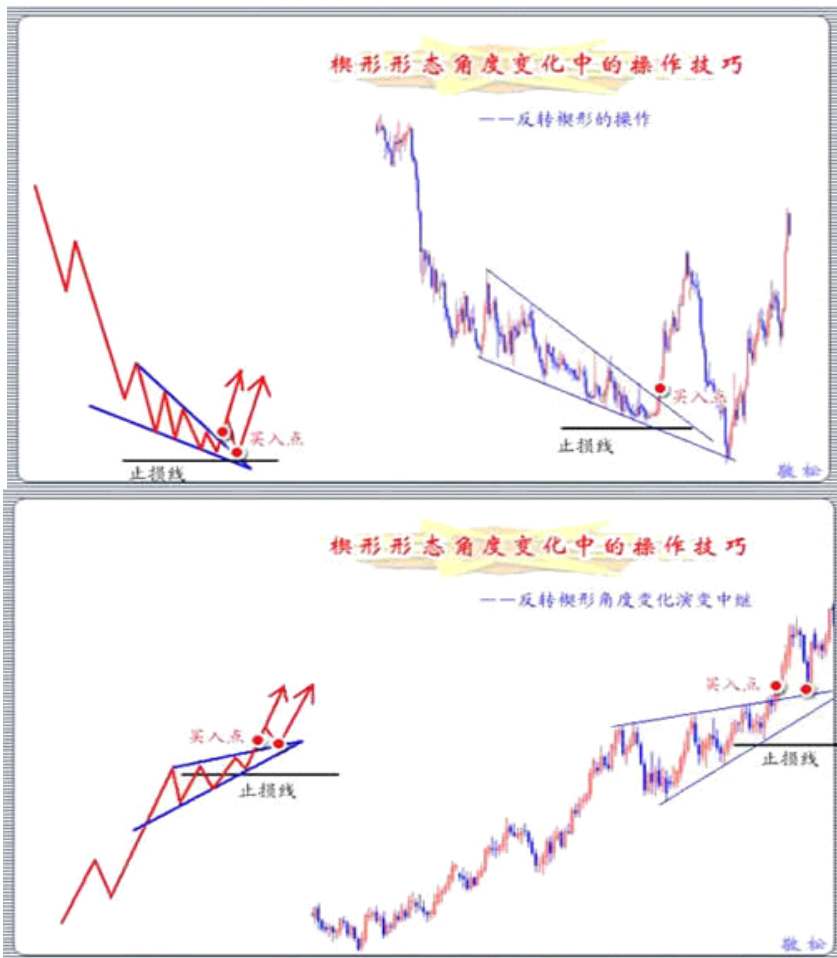 楔形形态角度变化中的操作技巧
——反转楔形的操作
买入点
止损线
买入点
止损线
敬松
楔形形态角度变化中的操作技巧
——反转楔形角度变化演变中继
买入点
止损线
买入点
止损线
敬松